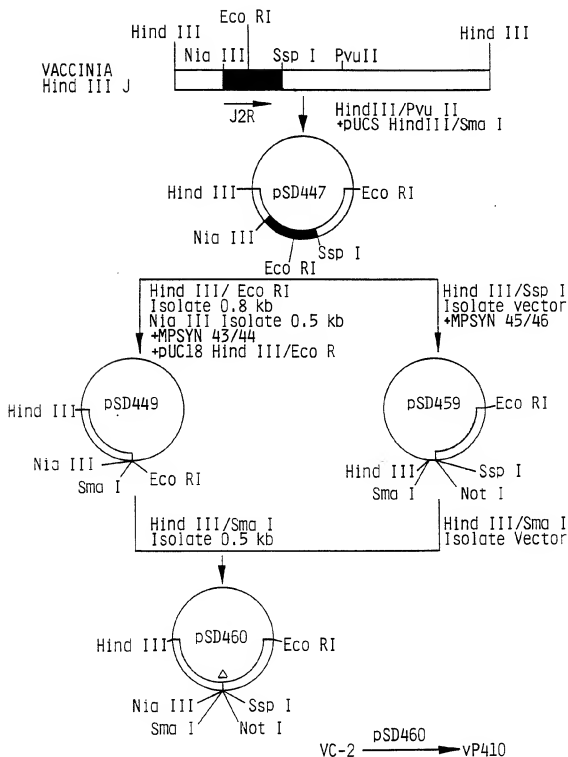 Eco RI
Hind III
Hind III
Nia III
Ssp I
PvuII
VACCINIA
Hind III J
J2R
HindIII/Pvu II
+pUCS HindIII/Sma I
Hind III
pSD447
Eco RI
Nia III
Ssp I
Eco RI
Hind III/ Eco RI
Isolate 0.8 kb
Nia III Isolate 0.5 kb
+MPSYN 43/44
+pUC18 Hind III/Eco R
Hind III/Ssp I
Isolate vector
+MPSYN 45/46
pSD449
Hind III
Nia III
Sma I
Eco RI
pSD459
Eco RI
Hind III
Ssp I
Sma I
Not I
Hind III/Sma I
Isolate 0.5 kb
Hind III/Sma I
Isolate Vector
Hind III
pSD460
Eco RI
△
Nia III
Ssp I
Sma I
Not I
pSD460
VC-2
vP410